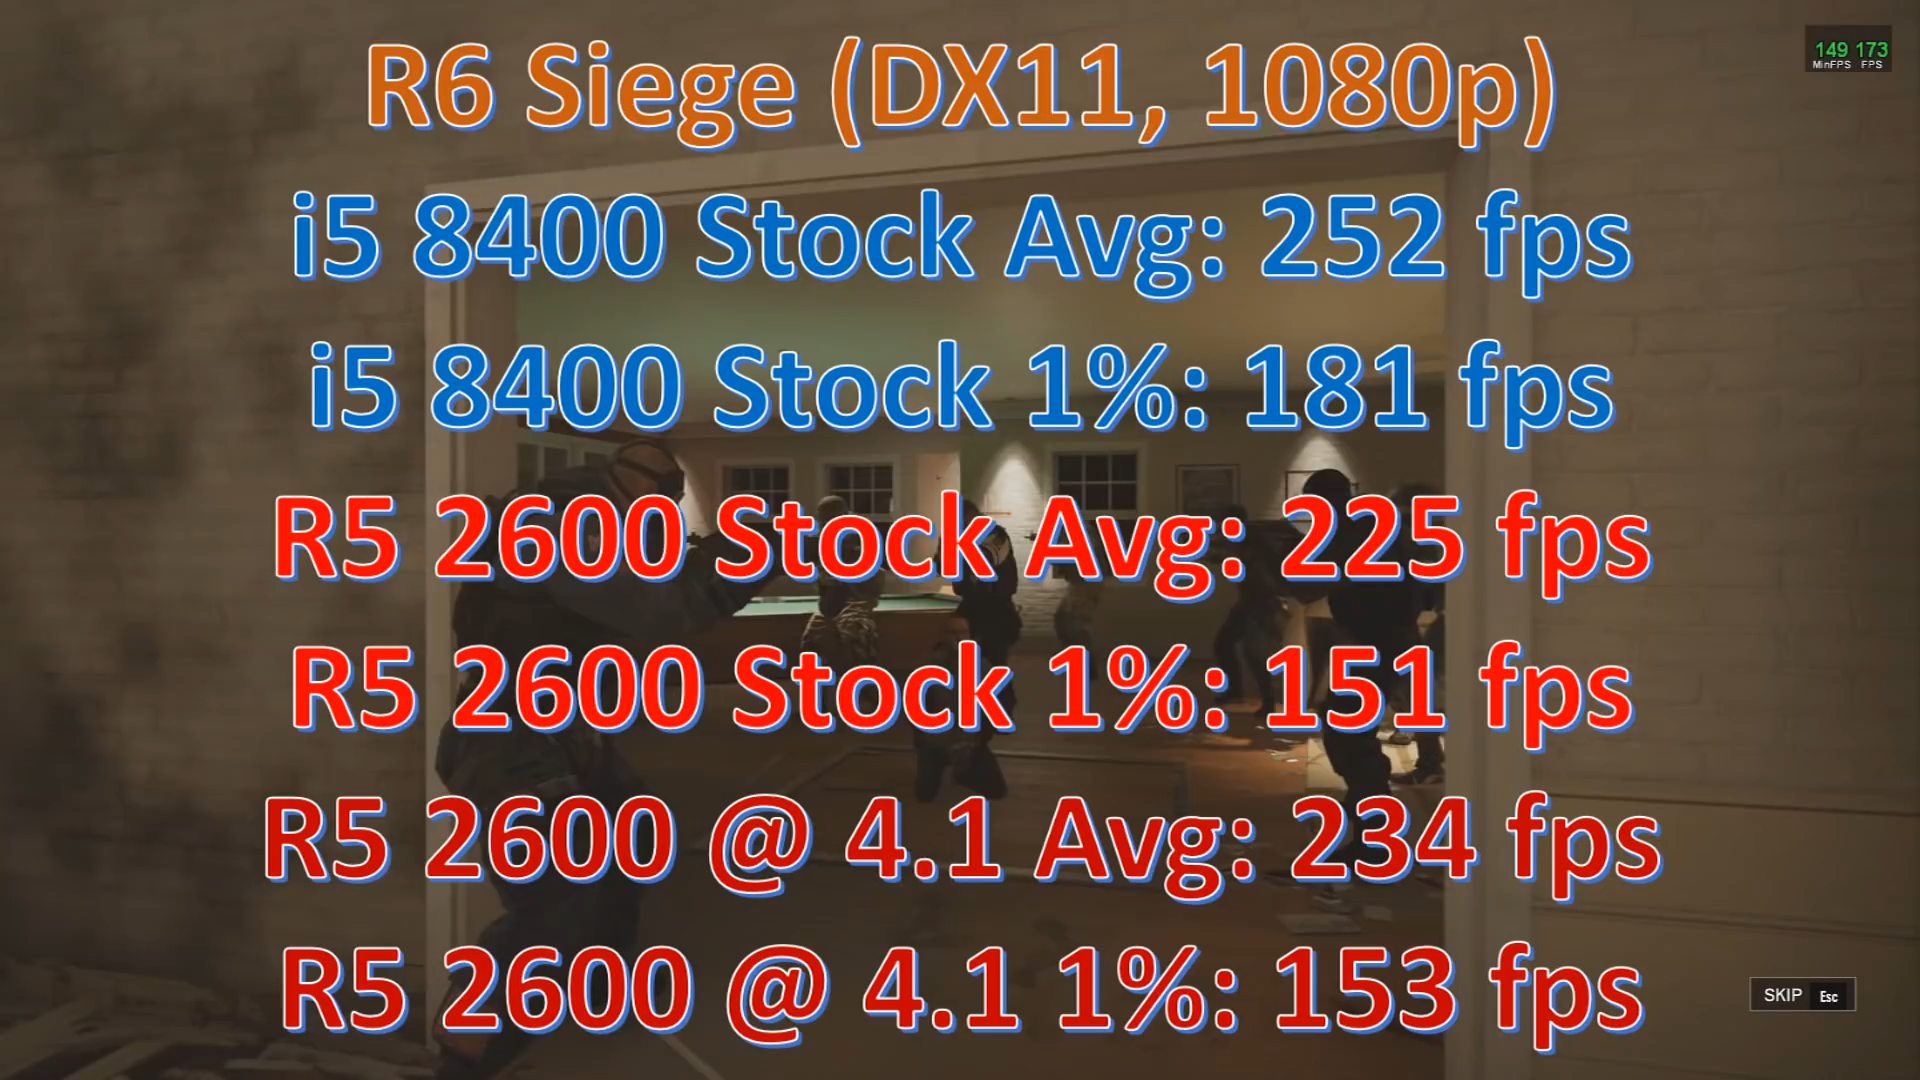 R6 Siege (DX11, 1080p)
149 173
MinFPS FPS
i5 8400 Stock Avg: 252 fps
i5 8400 Stock 1%: 181 fps
R5 2600 Stock Avg: 225 fps
R5 2600 Stock 1%: 151 fps
R5 2600 @ 4.1 Avg: 234 fps
R5 2600 @ 4.1 1%: 153 fps
SKIP Esc